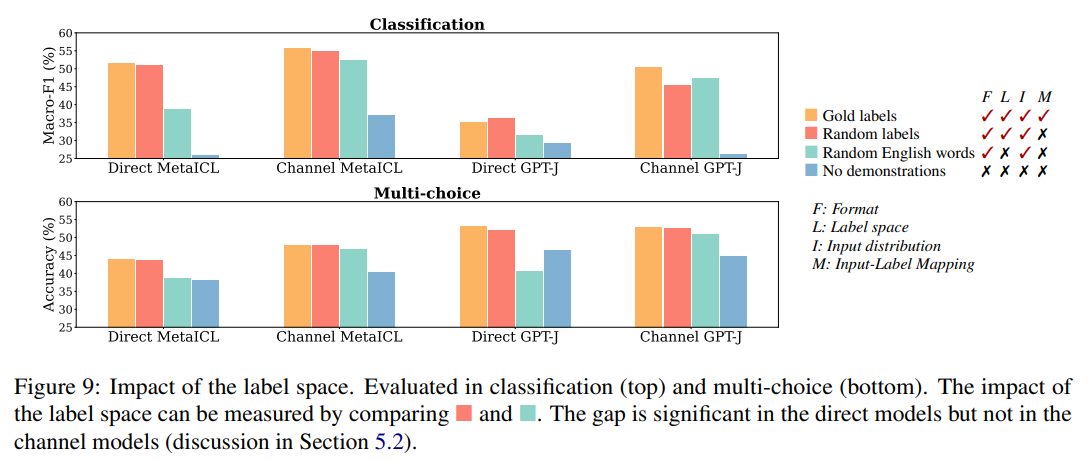 Classification
Macro-F1 (%)
60
55
50
45
40
35
30
25
Direct MetaICL Channel MetaICL Direct GPT-J Channel GPT-J
Multi-choice
Accuracy (%)
60
55
50
45
40
35
30
25
Direct MetaICL Channel MetaICL Direct GPT-J Channel GPT-J
F L I M
Gold labels ✓ ✓ ✓ ✓
Random labels ✓ ✓ ✓ ✗
Random English words ✓ ✗ ✓ ✗
No demonstrations ✗ ✗ ✗ ✗
F: Format
L: Label space
I: Input distribution
M: Input-Label Mapping
Figure 9: Impact of the label space. Evaluated in classification (top) and multi-choice (bottom). The impact of
the label space can be measured by comparing ■ and ■. The gap is significant in the direct models but not in the
channel models (discussion in Section 5.2).